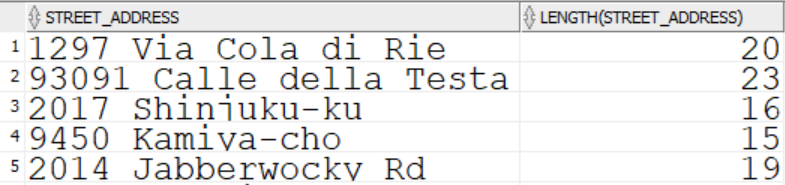 STREET_ADDRESS LENGTH(STREET_ADDRESS)
1 1297 Via Cola di Rie 20
2 93091 Calle della Testa 23
3 2017 Shinjuku-ku 16
4 9450 Kamiya-cho 15
5 2014 Jabberwocky Rd 19